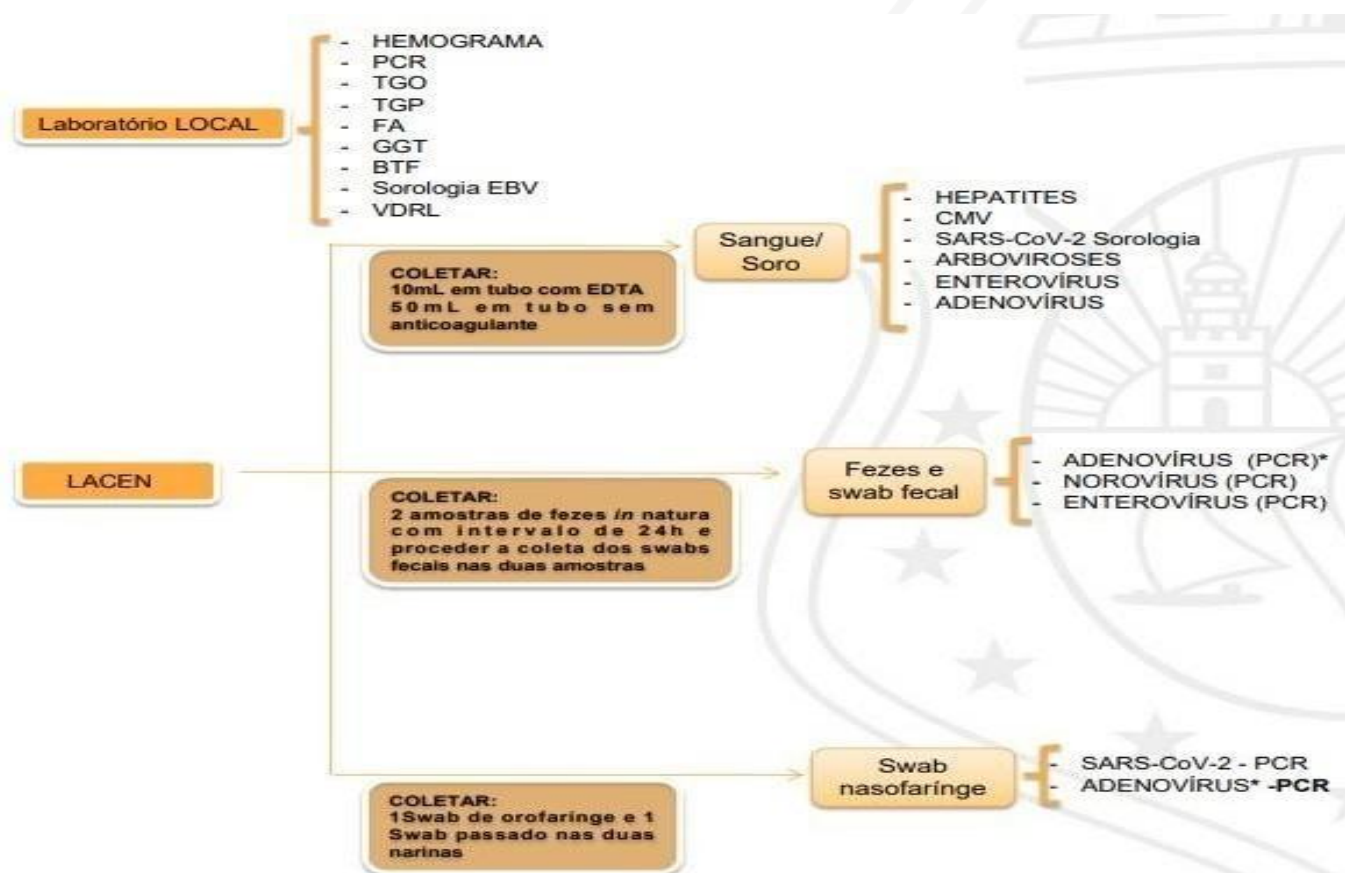 - HEMOGRAMA
- PCR
- TGO
- TGP
- FA
- GGT
- BTF
- Sorologia EBV
- VDRL
Laboratório LOCAL
COLETAR:
10mL em tubo com EDTA
50mL em tubo sem
anticoagulante
Sangue/
Soro
- HEPATITES
- CMV
- SARS-CoV-2 Sorologia
- ARBOVIROSES
- ENTEROVÍRUS
- ADENOVÍRUS
LACEN
COLETAR:
2 amostras de fezes in natura
com intervalo de 24h e
proceder a coleta dos swabs
fecais nas duas amostras
Fezes e
swab fecal
- ADENOVÍRUS (PCR)*
- NOROVÍRUS (PCR)
- ENTEROVÍRUS (PCR)
COLETAR:
1Swab de orofaringe e 1
Swab passado nas duas
narinas
Swab
nasofaringe
- SARS-CoV-2 - PCR
- ADENOVÍRUS* -PCR